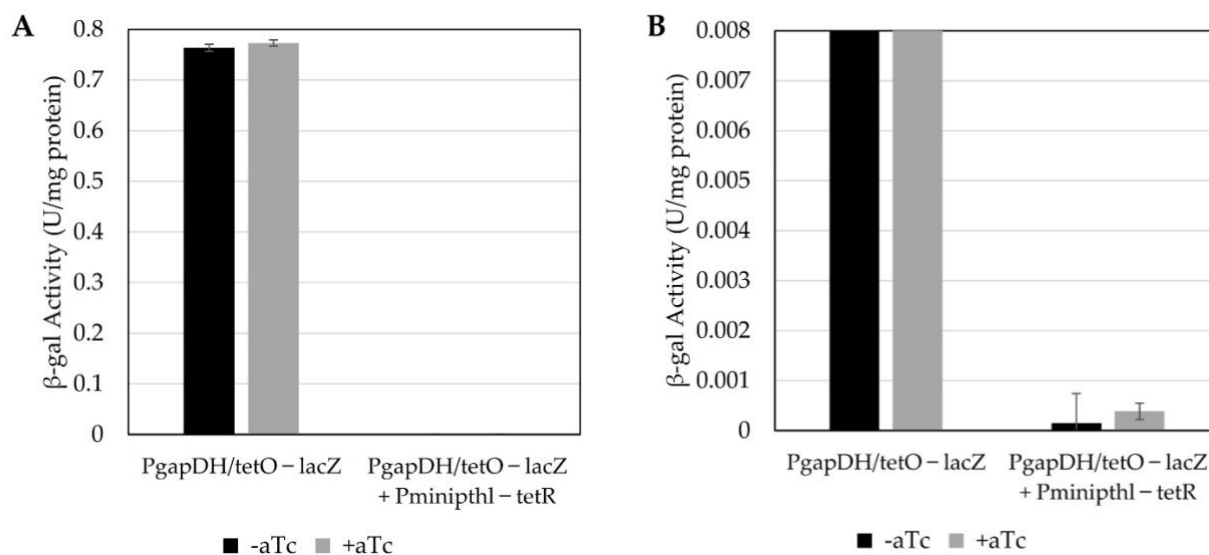 A
β-gal Activity (U/mg protein)
0.8
0.7
0.6
0.5
0.4
0.3
0.2
0.1
0
PgapDH/tetO – lacZ
PgapDH/tetO – lacZ
+ Pminipthl – tetR
-aTc
+aTc
B
β-gal Activity (U/mg protein)
0.008
0.007
0.006
0.005
0.004
0.003
0.002
0.001
0
PgapDH/tetO – lacZ
PgapDH/tetO – lacZ
+ Pminipthl – tetR
-aTc
+aTc